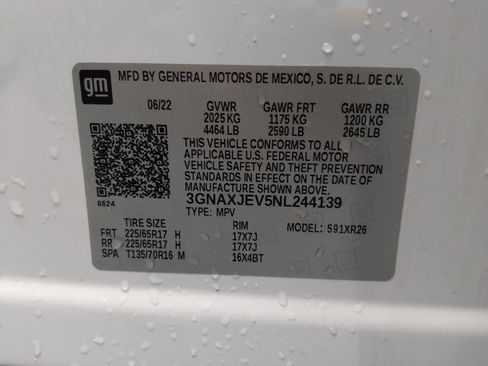 gm
MFD BY GENERAL MOTORS DE MEXICO, S. DE R.L. DE C.V.
06/22 GVWR GAWR FRT GAWR RR
2025 KG 1175 KG 1200 KG
4464 LB 2590 LB 2645 LB
THIS VEHICLE CONFORMS TO ALL
APPLICABLE U.S. FEDERAL MOTOR
VEHICLE SAFETY AND THEFT PREVENTION
STANDARDS IN EFFECT ON THE DATE OF
MANUFACTURE SHOWN ABOVE.
8624 3GNAXJEV5NL244139
TYPE: MPV
TIRE SIZE RIM MODEL: 591XR26
FRT 225/65R17 H 17X7J
RR 225/65R17 H 17X7J
SPA T135/70R16 M 16X4BT